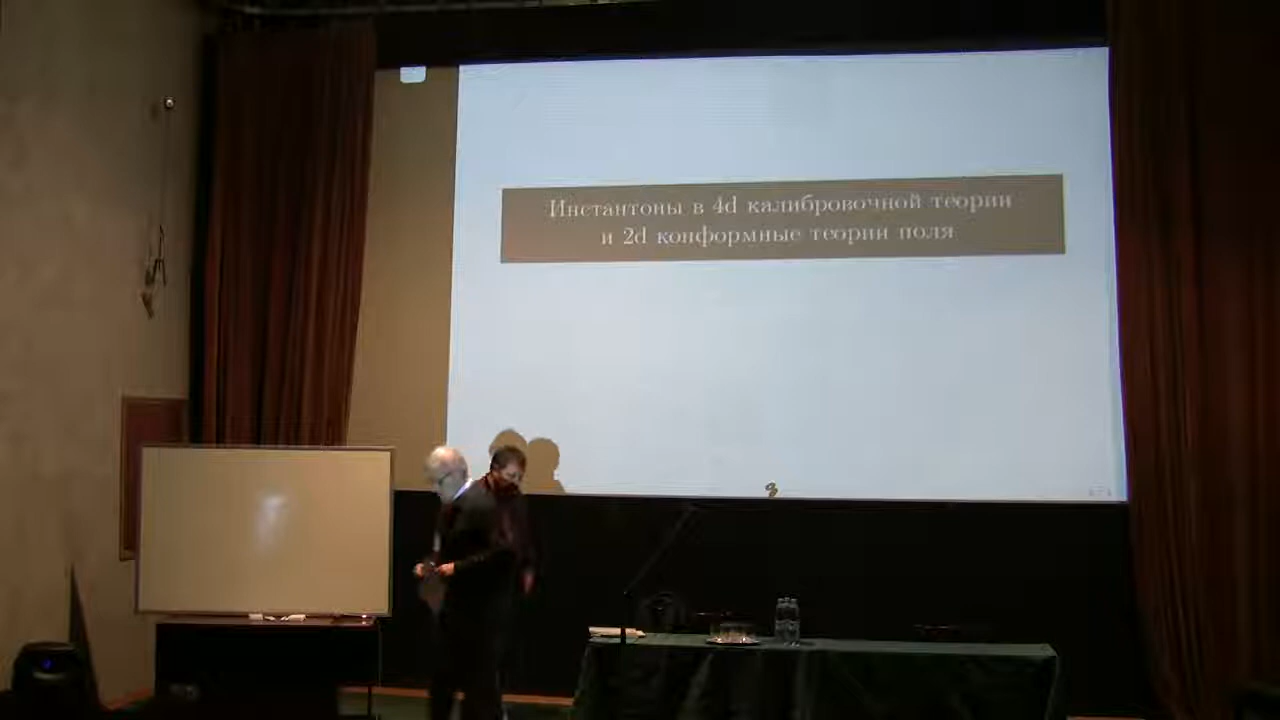 Инстантоны в 4d калибровочной теории
и 2d конформные теории поля